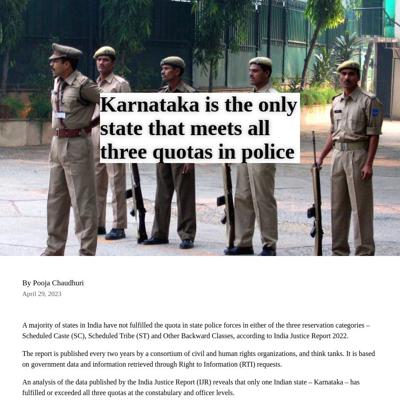 Karnataka is the only
state that meets all
three quotas in police
By Pooja Chaudhuri
April 29, 2023
A majority of states in India have not fulfilled the quota in state police forces in either of the three reservation categories –
Scheduled Caste (SC), Scheduled Tribe (ST) and Other Backward Classes, according to India Justice Report 2022.
The report is published every two years by a consortium of civil and human rights organizations, and think tanks. It is based
on government data and information retrieved through Right to Information (RTI) requests.
An analysis of the data published by the India Justice Report (IJR) reveals that only one Indian state – Karnataka – has
fulfilled or exceeded all three quotas at the constabulary and officer levels.